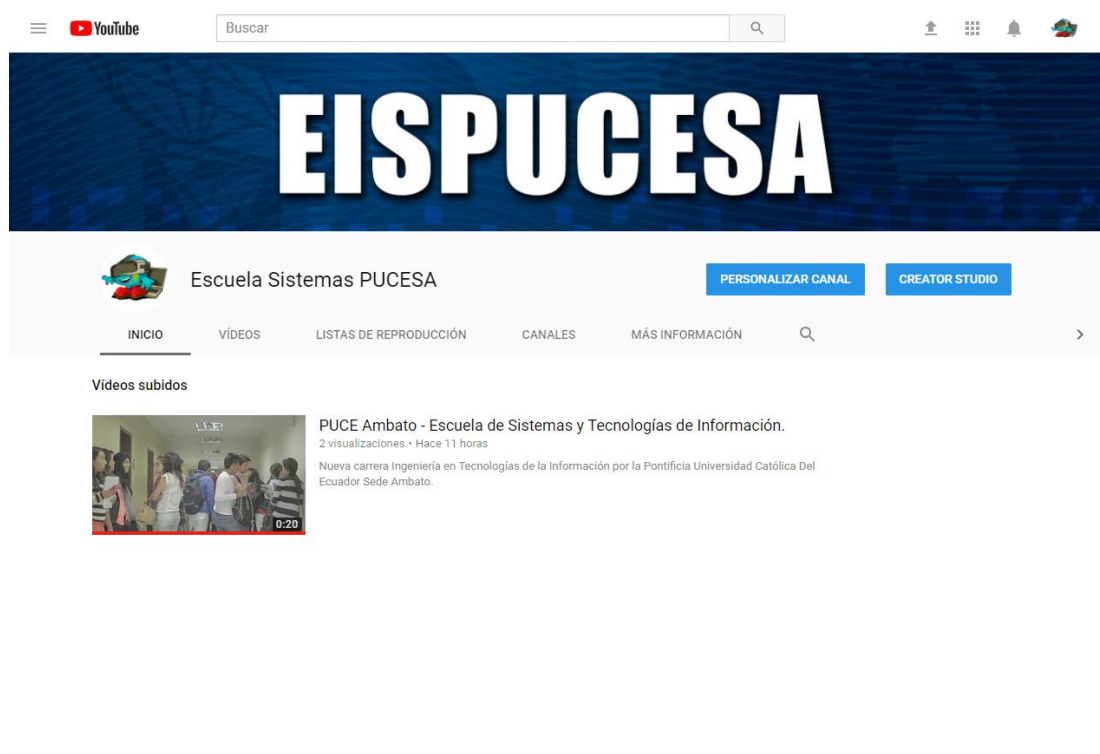 YouTube
Buscar
EISPUCESA
Escuela Sistemas PUCESA
PERSONALIZAR CANAL
CREATOR STUDIO
INICIO
VÍDEOS
LISTAS DE REPRODUCCIÓN
CANALES
MÁS INFORMACIÓN
Vídeos subidos
PUCE Ambato - Escuela de Sistemas y Tecnologías de Información.
2 visualizaciones • Hace 11 horas
Nueva carrera Ingeniería en Tecnologías de la Información por la Pontificia Universidad Católica Del
Ecuador Sede Ambato.
0:20